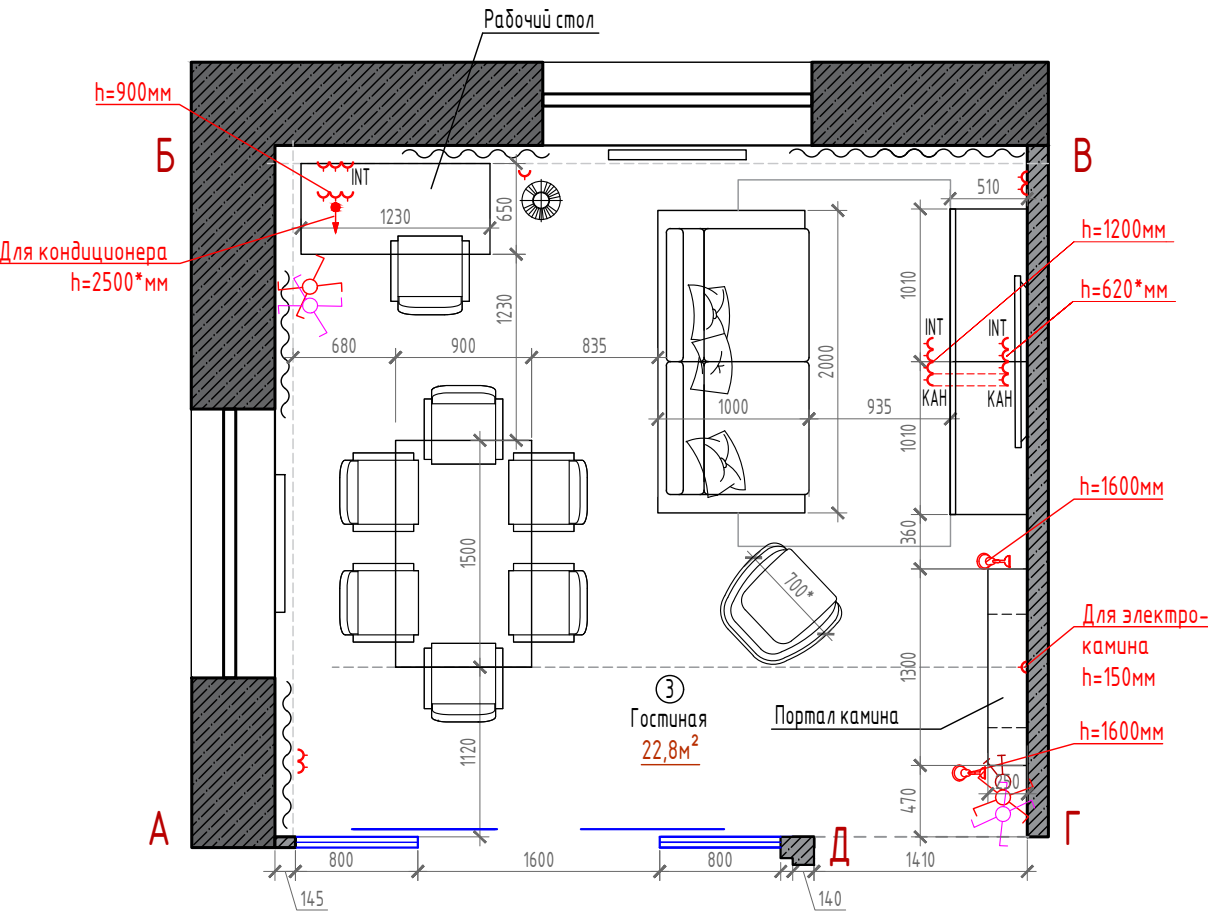 Рабочий стол
h=900мм
Б
В
INT
510
1230
650
h=1200мм
Для кондиционера
h=2500*мм
h=620*мм
1010
1230
INT
INT
680
900
835
2000
КАН
КАН
1000
935
1010
h=1600мм
360
1500
700*
Для электро-
камина
h=150мм
1300
3
Гостиная
22,8м²
Портал камина
h=1600мм
1120
250
470
А
Д
Г
800
1600
800
1410
145
140